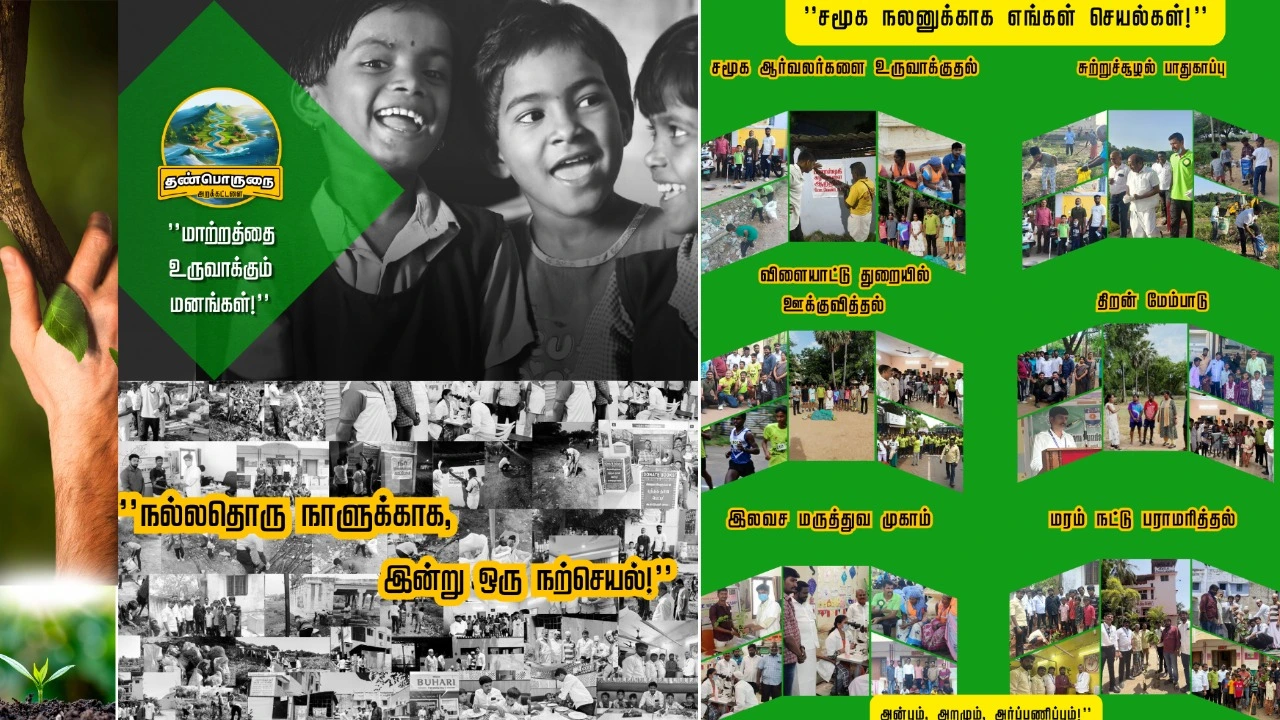 தண்பொருநை
அறக்கட்டளை
’’மாற்றத்தை
உருவாக்கும்
மனங்கள்!’’
’’நல்லதொரு நாளுக்காக,
இன்று ஒரு நற்செயல்!’’
BUHARI
’’சமூக நலனுக்காக எங்கள் செயல்கள்!’’
சமூக ஆர்வலர்களை உருவாக்குதல்
சுற்றுச்சூழல் பாதுகாப்பு
விளையாட்டு துறையில்
ஊக்குவித்தல்
திறன் மேம்பாடு
இலவச மருத்துவ முகாம்
மரம் நட்டு பராமரித்தல்
அன்பும், அறமும், அர்ப்பணிப்பும்!’’